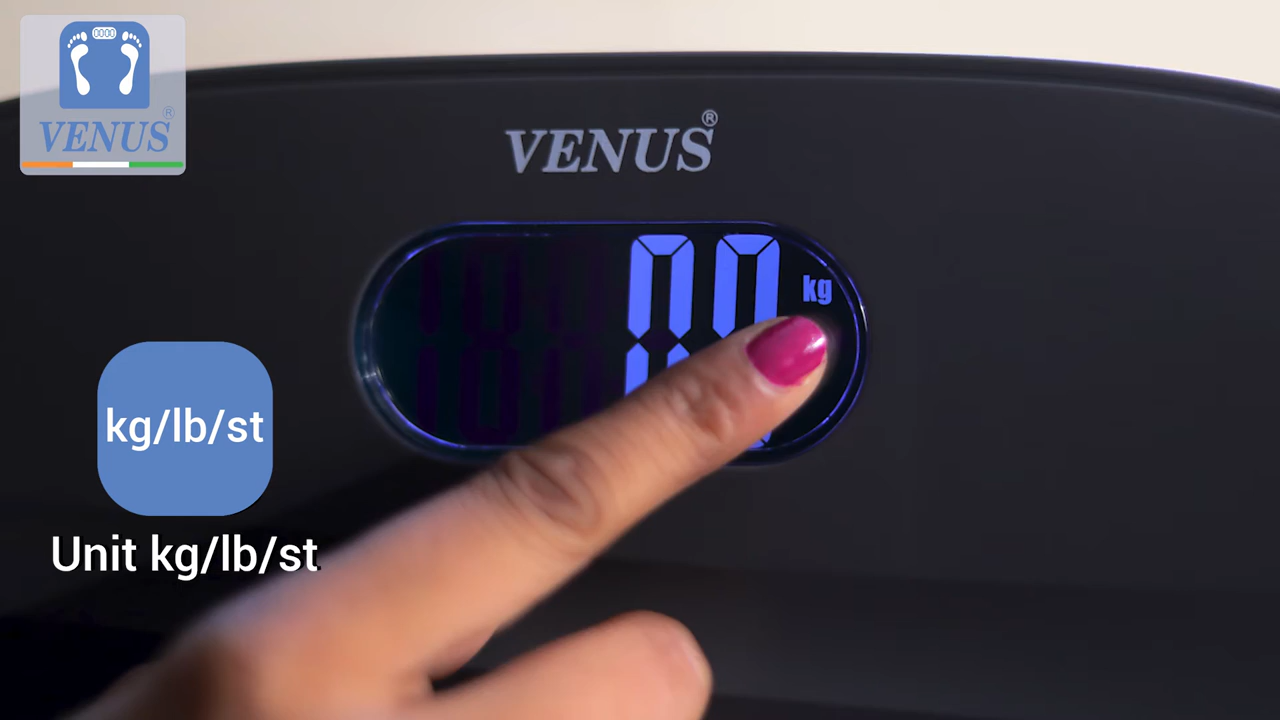 VENUS®
VENUS®
0.0 kg
kg/lb/st
Unit kg/lb/st